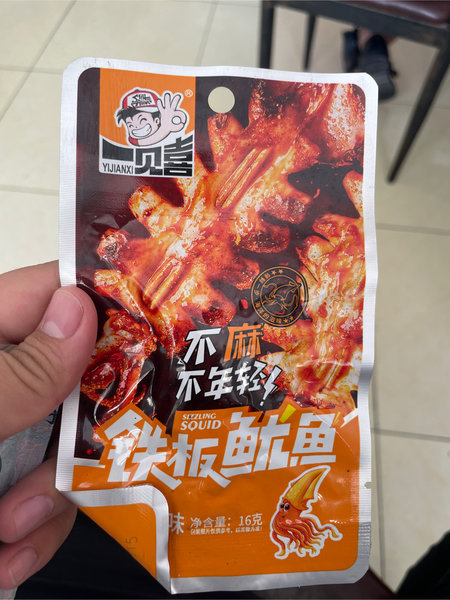 一见喜®
YIJIANXI
不麻
不年轻!
SIZZLING
SQUID
铁板鱿鱼
味 净含量：16克